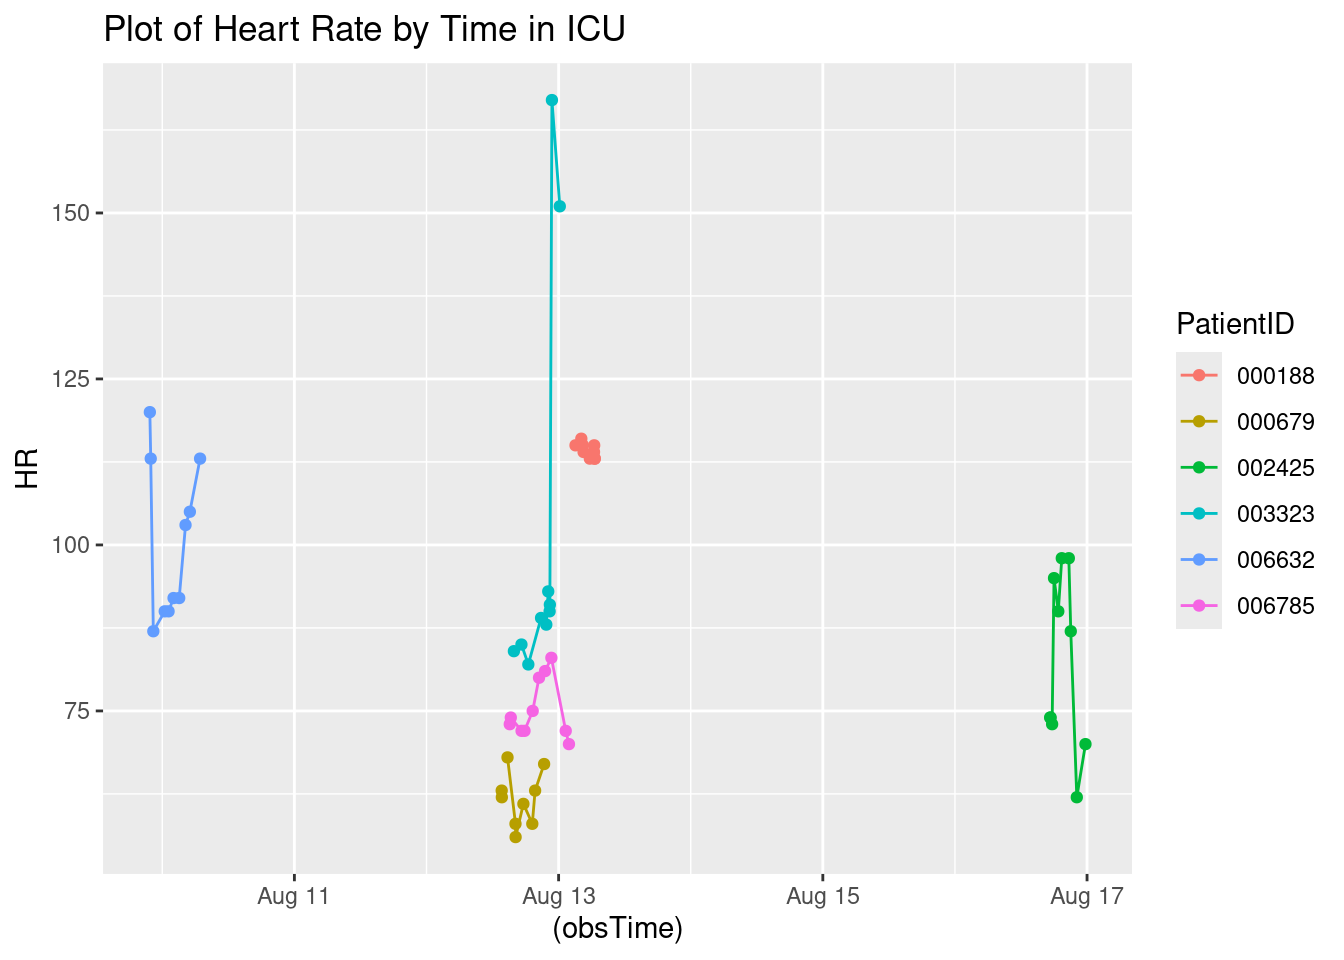 Plot of Heart Rate by Time in ICU
HR
150
125
100
75
Aug 11
Aug 13
Aug 15
Aug 17
(obsTime)
PatientID
000188
000679
002425
003323
006632
006785